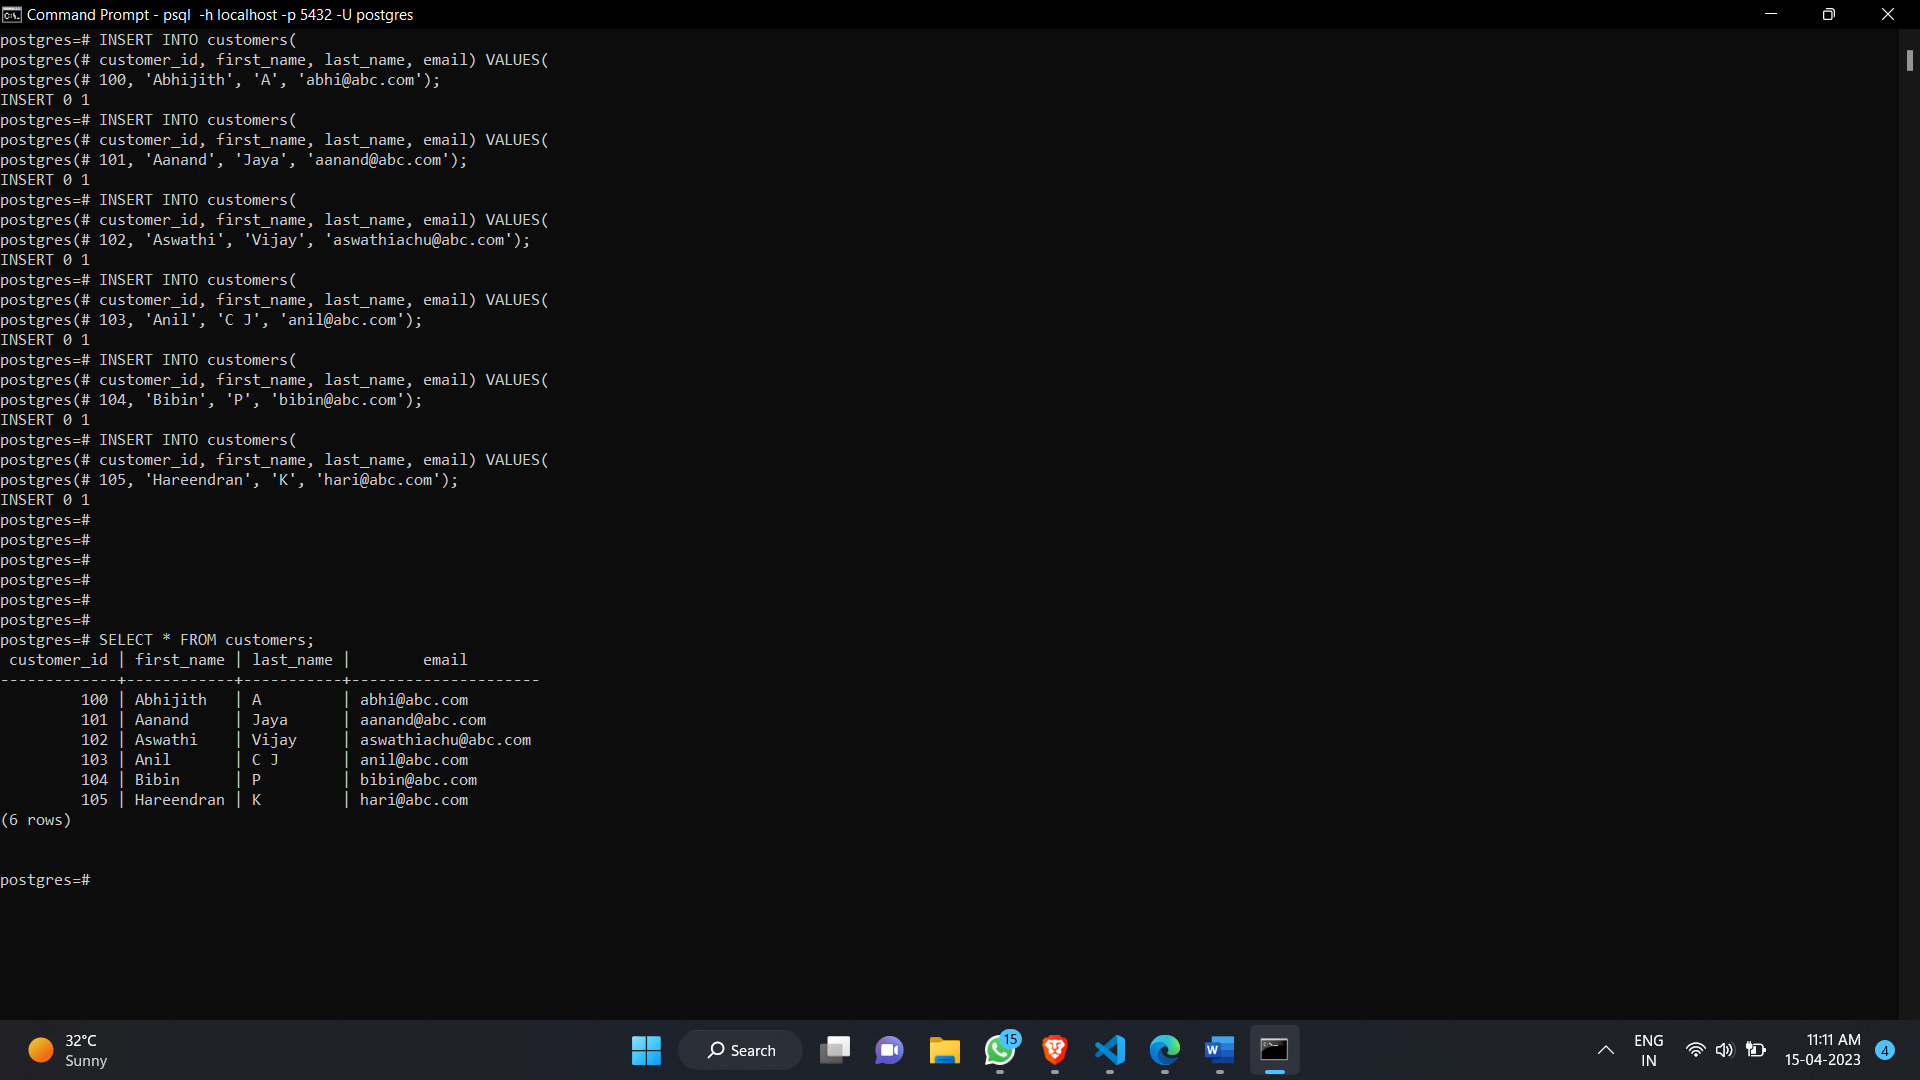 Command Prompt - psql  -h localhost -p 5432 -U postgres
postgres=# INSERT INTO customers(
postgres(# customer_id, first_name, last_name, email) VALUES(
postgres(# 100, 'Abhijith', 'A', 'abhi@abc.com');
INSERT 0 1
postgres=# INSERT INTO customers(
postgres(# customer_id, first_name, last_name, email) VALUES(
postgres(# 101, 'Aanand', 'Jaya', 'aanand@abc.com');
INSERT 0 1
postgres=# INSERT INTO customers(
postgres(# customer_id, first_name, last_name, email) VALUES(
postgres(# 102, 'Aswathi', 'Vijay', 'aswathiachu@abc.com');
INSERT 0 1
postgres=# INSERT INTO customers(
postgres(# customer_id, first_name, last_name, email) VALUES(
postgres(# 103, 'Anil', 'C J', 'anil@abc.com');
INSERT 0 1
postgres=# INSERT INTO customers(
postgres(# customer_id, first_name, last_name, email) VALUES(
postgres(# 104, 'Bibin', 'P', 'bibin@abc.com');
INSERT 0 1
postgres=# INSERT INTO customers(
postgres(# customer_id, first_name, last_name, email) VALUES(
postgres(# 105, 'Hareendran', 'K', 'hari@abc.com');
INSERT 0 1
postgres=#
postgres=#
postgres=#
postgres=#
postgres=#
postgres=#
postgres=# SELECT * FROM customers;
 customer_id | first_name | last_name |        email
-------------+------------+-----------+---------------------
         100 | Abhijith   | A         | abhi@abc.com
         101 | Aanand     | Jaya      | aanand@abc.com
         102 | Aswathi    | Vijay     | aswathiachu@abc.com
         103 | Anil       | C J       | anil@abc.com
         104 | Bibin      | P         | bibin@abc.com
         105 | Hareendran | K         | hari@abc.com
(6 rows)
postgres=#
32°C
Sunny
Search
15
ENG
IN
11:11 AM
15-04-2023
4